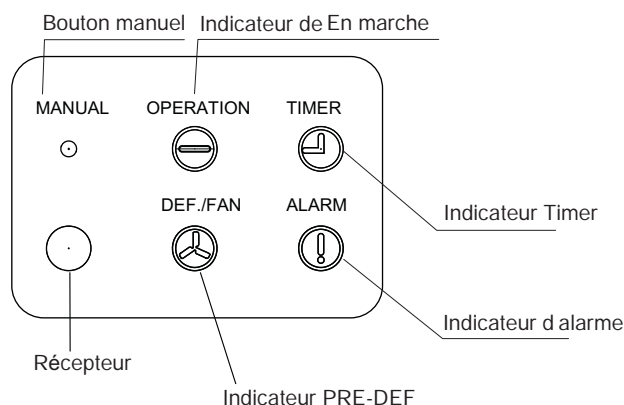 Bouton manuel
Indicateur de En marche
MANUAL OPERATION TIMER
DEF./FAN ALARM
Indicateur Timer
Indicateur d alarme
Récepteur
Indicateur PRE-DEF